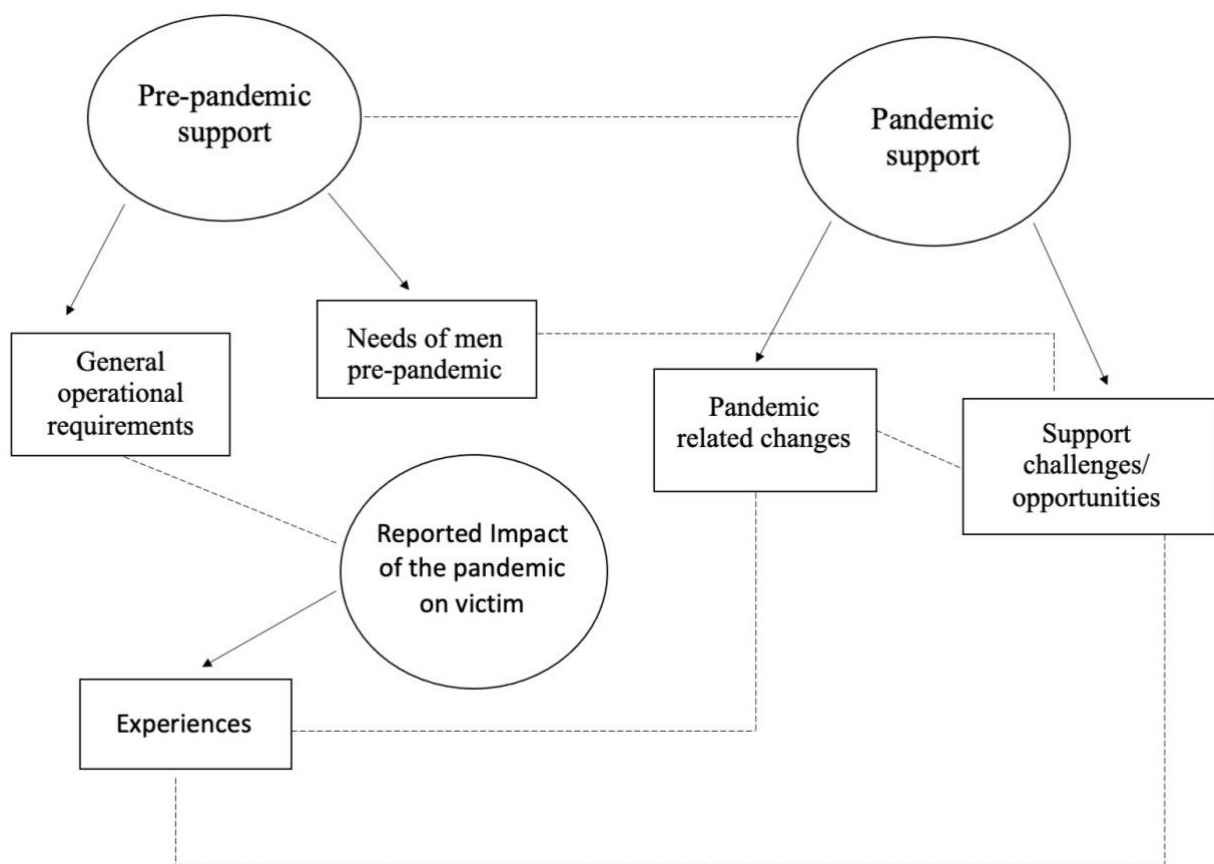 Pre-pandemic
support
Pandemic
support
General
operational
requirements
Needs of men
pre-pandemic
Pandemic
related changes
Support
challenges/
opportunities
Reported Impact
of the pandemic
on victim
Experiences